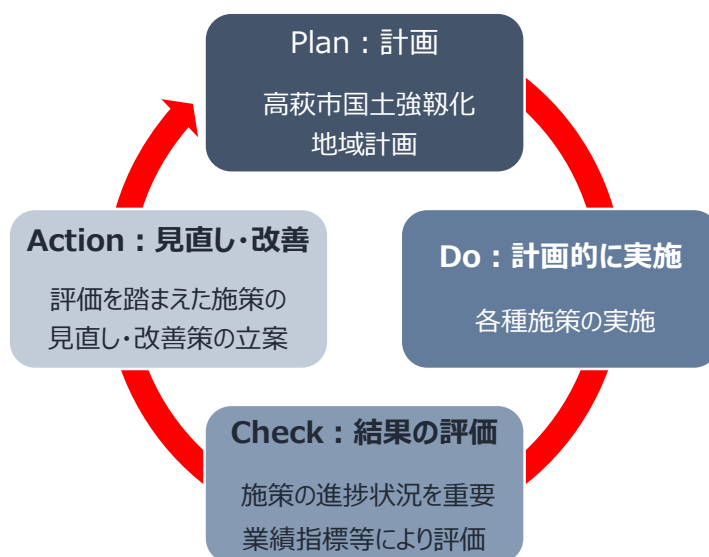 Plan：計画
高萩市国土強靱化
地域計画
Do：計画的に実施
各種施策の実施
Check：結果の評価
施策の進捗状況を重要
業績指標等により評価
Action：見直し・改善
評価を踏まえた施策の
見直し・改善策の立案